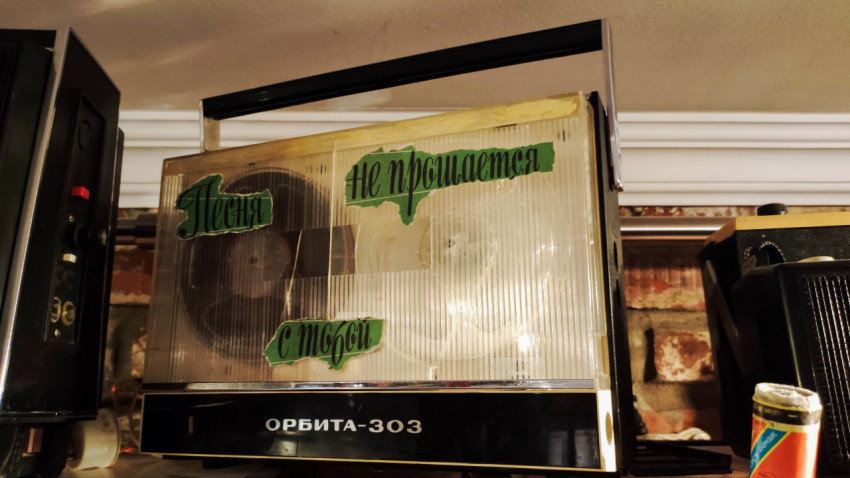 Песня
не прощается
с тобой
ОРБИТА-303